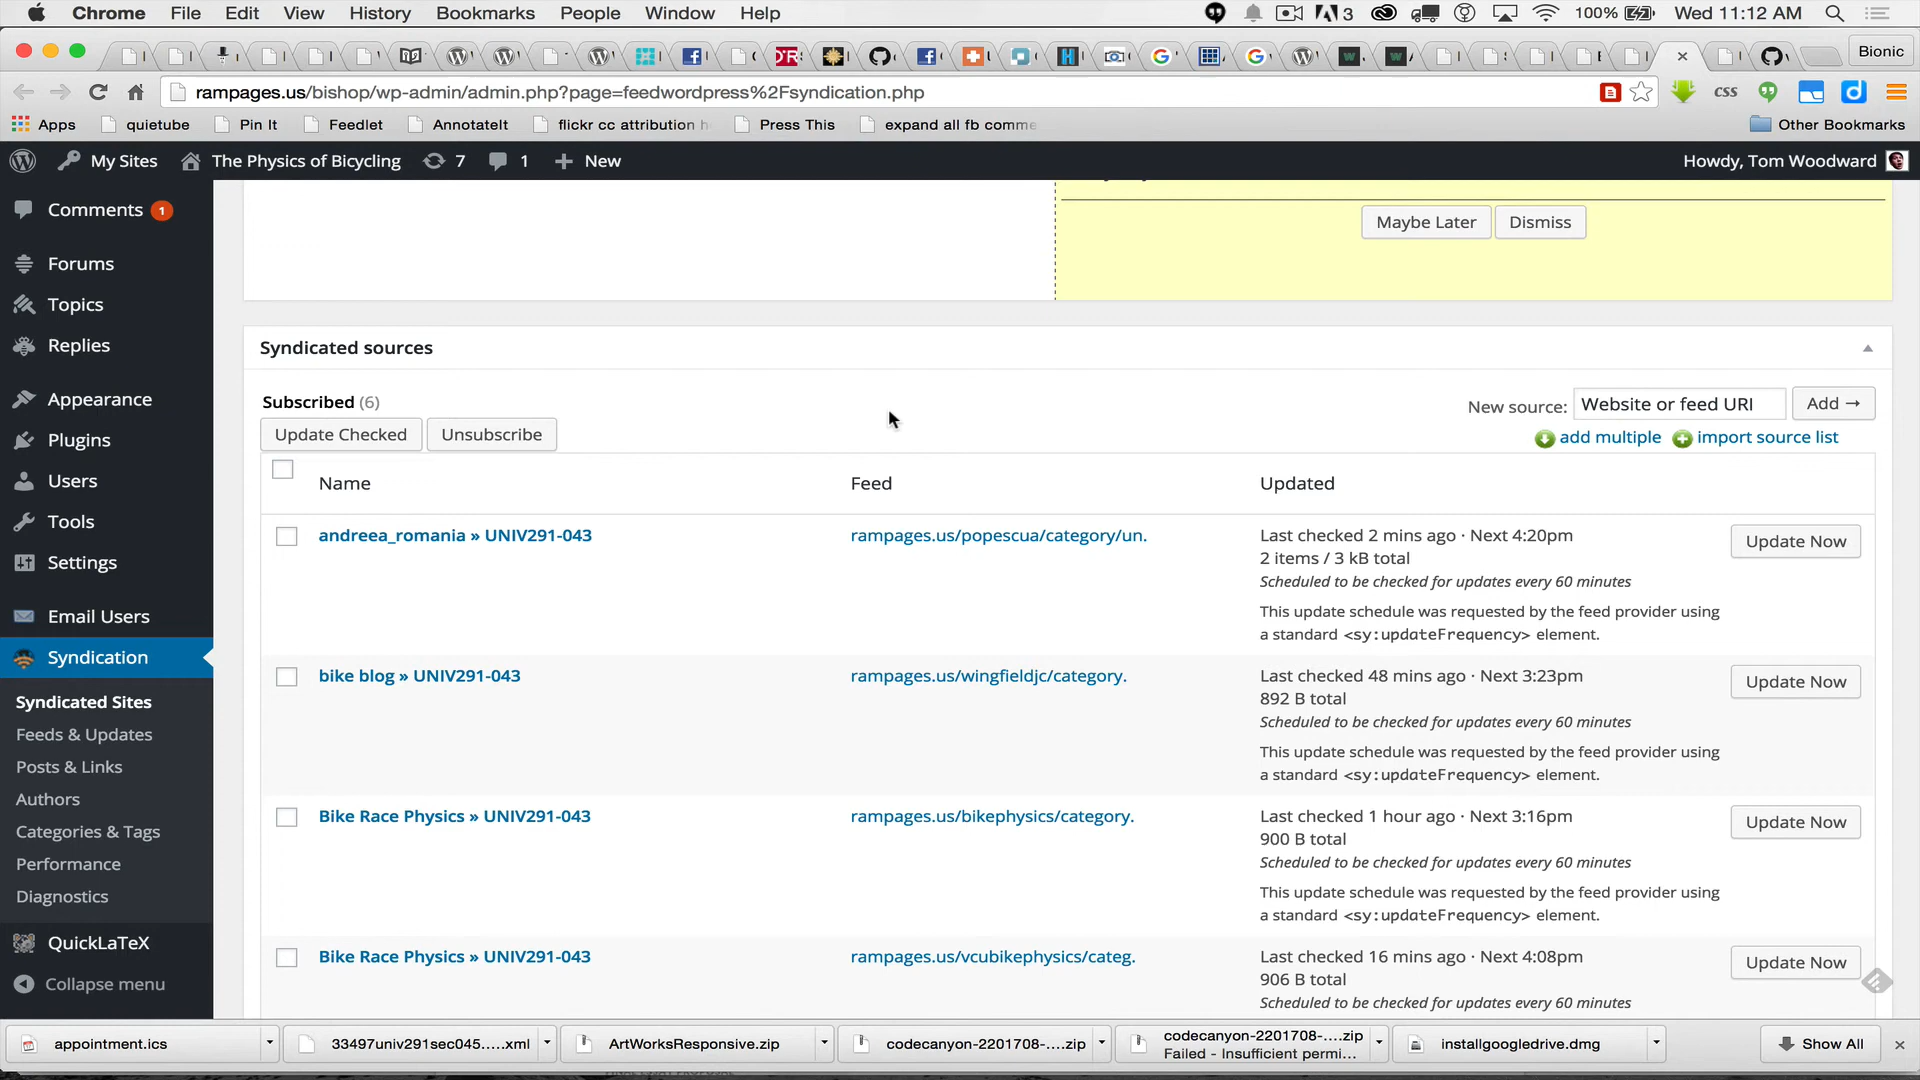 Chrome File Edit View History Bookmarks People Window Help
3 100% Wed 11:12 AM
Bionic
rampages.us/bishop/wp-admin/admin.php?page=feedwordpress%2Fsyndication.php
css
Apps quietube Pin It Feedlet AnnotateIt flickr cc attribution h Press This expand all fb comme Other Bookmarks
My Sites The Physics of Bicycling 7 1 New Howdy, Tom Woodward
Comments 1
Forums
Topics
Replies
Appearance
Plugins
Users
Tools
Settings
Email Users
Syndication
Syndicated Sites
Feeds & Updates
Posts & Links
Authors
Categories & Tags
Performance
Diagnostics
QuickLaTeX
Collapse menu
Maybe Later Dismiss
Syndicated sources
Subscribed (6)
New source: Website or feed URI Add →
Update Checked Unsubscribe
add multiple import source list
Name Feed Updated
andreea_romania » UNIV291-043 rampages.us/popescua/category/un. Last checked 2 mins ago · Next 4:20pm Update Now
2 items / 3 kB total
Scheduled to be checked for updates every 60 minutes
This update schedule was requested by the feed provider using
a standard <sy:updateFrequency> element.
bike blog » UNIV291-043 rampages.us/wingfieldjc/category. Last checked 48 mins ago · Next 3:23pm Update Now
892 B total
Scheduled to be checked for updates every 60 minutes
This update schedule was requested by the feed provider using
a standard <sy:updateFrequency> element.
Bike Race Physics » UNIV291-043 rampages.us/bikephysics/category. Last checked 1 hour ago · Next 3:16pm Update Now
900 B total
Scheduled to be checked for updates every 60 minutes
This update schedule was requested by the feed provider using
a standard <sy:updateFrequency> element.
Bike Race Physics » UNIV291-043 rampages.us/vcubikephysics/categ. Last checked 16 mins ago · Next 4:08pm Update Now
906 B total
Scheduled to be checked for updates every 60 minutes
appointment.ics 33497univ291sec045.....xml ArtWorksResponsive.zip codecanyon-2201708-....zip codecanyon-2201708-....zip installgoogledrive.dmg Show All
Failed - Insufficient permi...